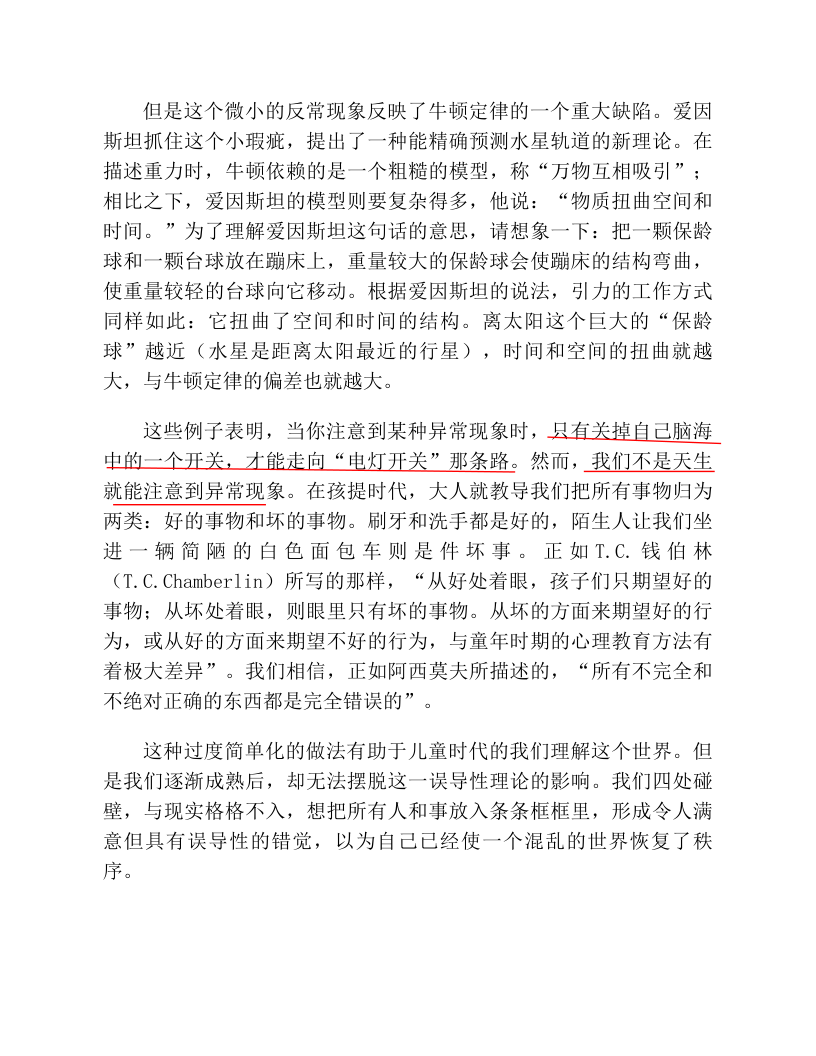 但是这个微小的反常现象反映了牛顿定律的一个重大缺陷。爱因
斯坦抓住这个小瑕疵，提出了一种能精确预测水星轨道的新理论。在
描述重力时，牛顿依赖的是一个粗糙的模型，称“万物互相吸引”；
相比之下，爱因斯坦的模型则要复杂得多，他说：“物质扭曲空间和
时间。”为了理解爱因斯坦这句话的意思，请想象一下：把一颗保龄
球和一颗台球放在蹦床上，重量较大的保龄球会使蹦床的结构弯曲，
使重量较轻的台球向它移动。根据爱因斯坦的说法，引力的工作方式
同样如此：它扭曲了空间和时间的结构。离太阳这个巨大的“保龄
球”越近（水星是距离太阳最近的行星），时间和空间的扭曲就越
大，与牛顿定律的偏差也就越大。
这些例子表明，当你注意到某种异常现象时，只有关掉自己脑海
中的一个开关，才能走向“电灯开关”那条路。然而，我们不是天生
就能注意到异常现象。在孩提时代，大人就教导我们把所有事物归为
两类：好的事物和坏的事物。刷牙和洗手都是好的，陌生人让我们坐
进一辆简陋的白色面包车则是件坏事。正如T.C.钱伯林
（T.C.Chamberlin）所写的那样，“从好处着眼，孩子们只期望好的
事物；从坏处着眼，则眼里只有坏的事物。从坏的方面来期望好的行
为，或从好的方面来期望不好的行为，与童年时期的心理教育方法有
着极大差异”。我们相信，正如阿西莫夫所描述的，“所有不完全和
不绝对正确的东西都是完全错误的”。
这种过度简单化的做法有助于儿童时代的我们理解这个世界。但
是我们逐渐成熟后，却无法摆脱这一误导性理论的影响。我们四处碰
壁，与现实格格不入，想把所有人和事放入条条框框里，形成令人满
意但具有误导性的错觉，以为自己已经使一个混乱的世界恢复了秩
序。